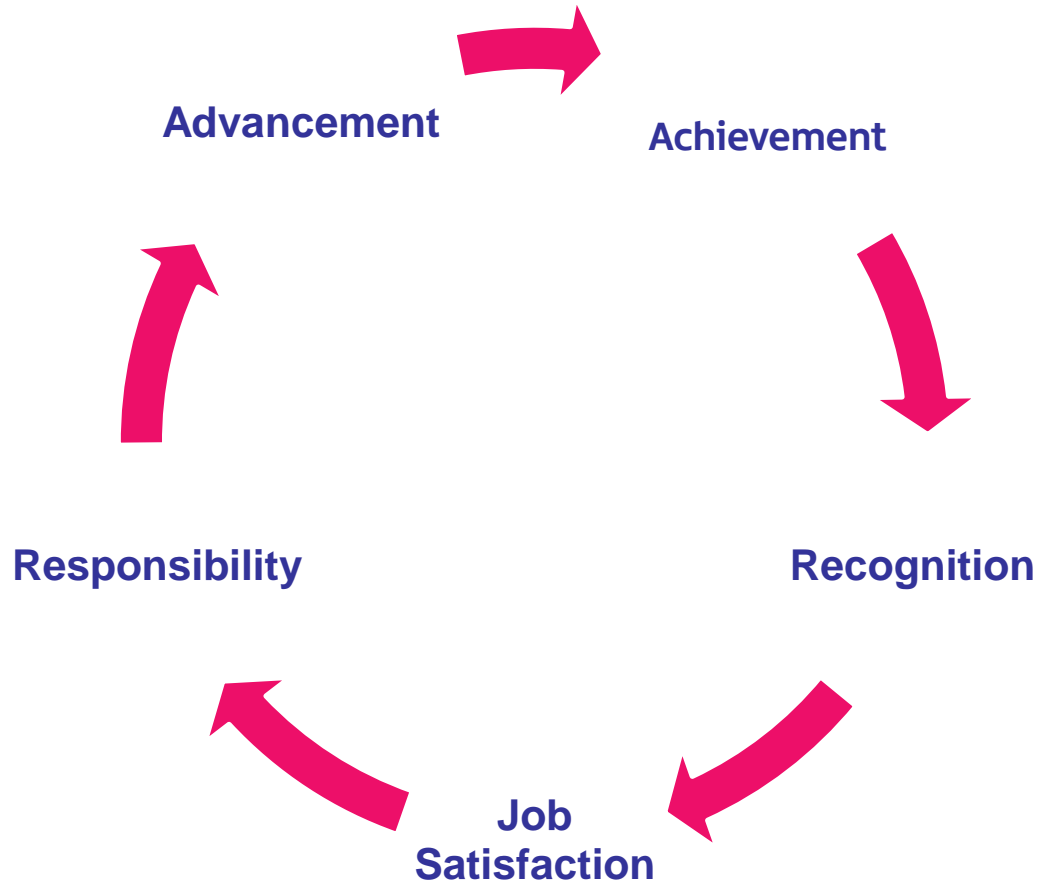 Advancement
Achievement
Responsibility
Recognition
Job
Satisfaction